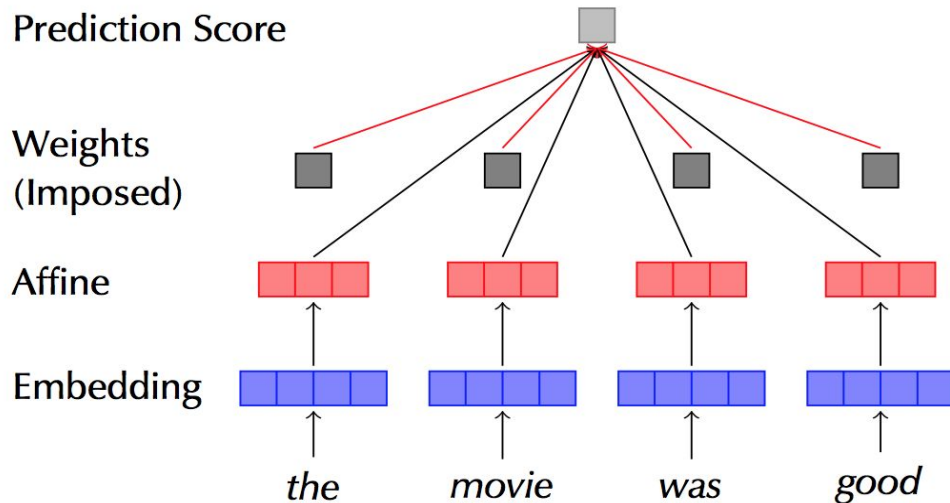 Prediction Score
Weights
(Imposed)
Affine
Embedding
the movie was good